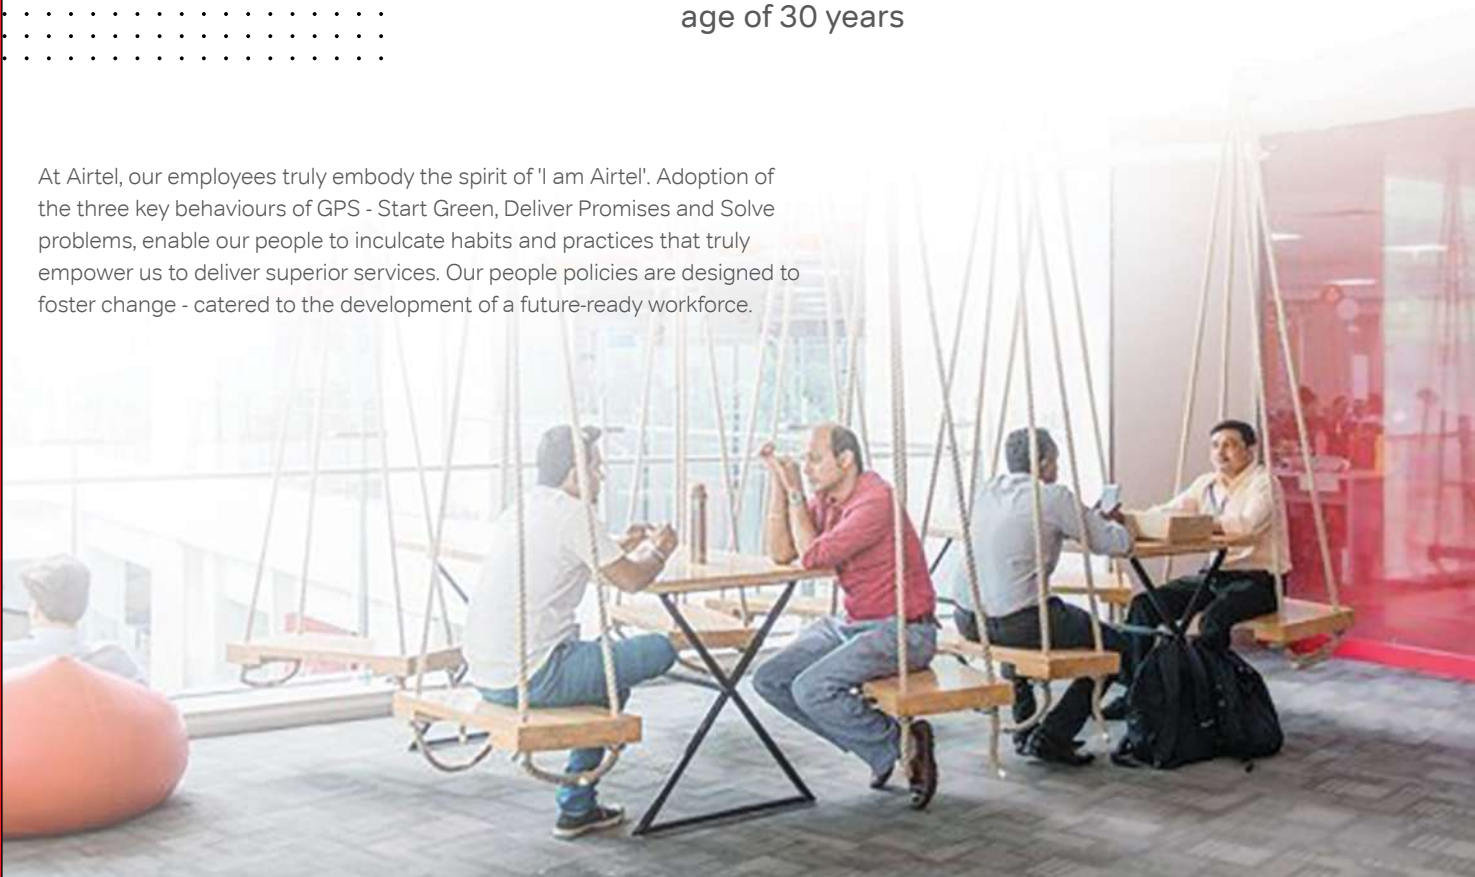 age of 30 years
At Airtel, our employees truly embody the spirit of 'I am Airtel'. Adoption of
the three key behaviours of GPS - Start Green, Deliver Promises and Solve
problems, enable our people to inculcate habits and practices that truly
empower us to deliver superior services. Our people policies are designed to
foster change - catered to the development of a future-ready workforce.